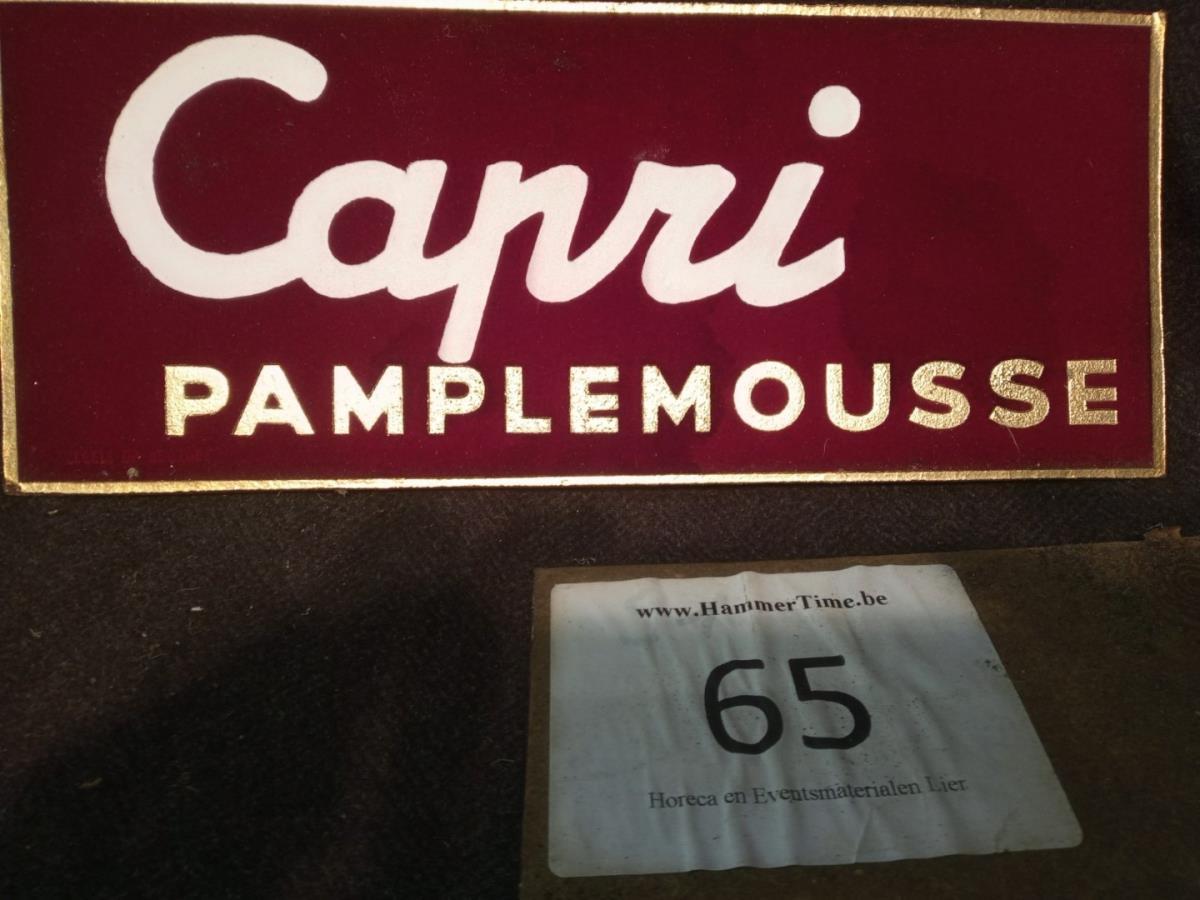 Capri
PAMPLEMOUSSE
www.HammerTime.be
65
Horeca en Eventsmaterialen Lier